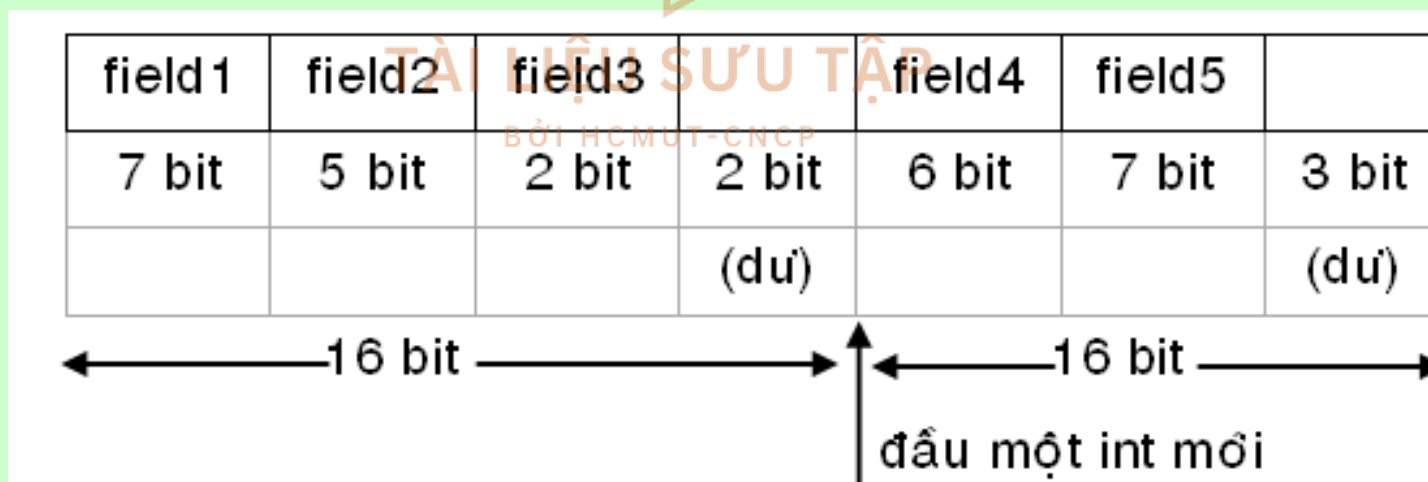 field1 field2 field3 field4 field5
TÀI LIỆU SƯU TẬP
BỞI HCMUT-CNCP
7 bit 5 bit 2 bit 2 bit 6 bit 7 bit 3 bit
(dư) (dư)
16 bit 16 bit
đầu một int mới